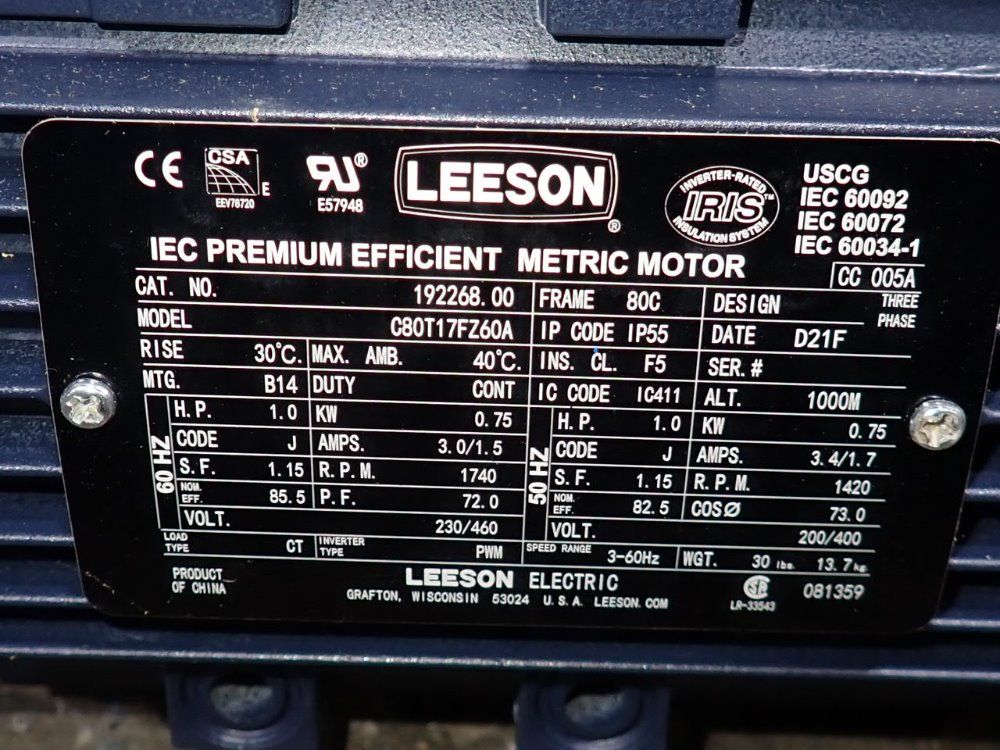 CE CSA E EEV78720 UR® E57948 LEESON® INVERTER-RATED IRIS™ INSULATION SYSTEM
USCG
IEC 60092
IEC 60072
IEC 60034-1
IEC PREMIUM EFFICIENT METRIC MOTOR
CC 005A
CAT. NO. 192268.00 FRAME 80C DESIGN THREE PHASE
MODEL C80T17FZ60A IP CODE IP55 DATE D21F
RISE 30°C. MAX. AMB. 40°C. INS. CL. F5 SER.#
MTG. B14 DUTY CONT IC CODE IC411 ALT. 1000M
60 HZ
H.P. 1.0 KW 0.75
CODE J AMPS. 3.0/1.5
S.F. 1.15 R.P.M. 1740
NOM. EFF. 85.5 P.F. 72.0
VOLT. 230/460
50 HZ
H.P. 1.0 KW 0.75
CODE J AMPS. 3.4/1.7
S.F. 1.15 R.P.M. 1420
NOM. EFF. 82.5 COSØ 73.0
VOLT. 200/400
LOAD TYPE CT INVERTER TYPE PWM SPEED RANGE 3-60Hz WGT. 30 lbs. 13.7kg
PRODUCT OF CHINA
LEESON ELECTRIC
GRAFTON, WISCONSIN 53024 U.S.A. LEESON.COM
SA LR-33543
081359